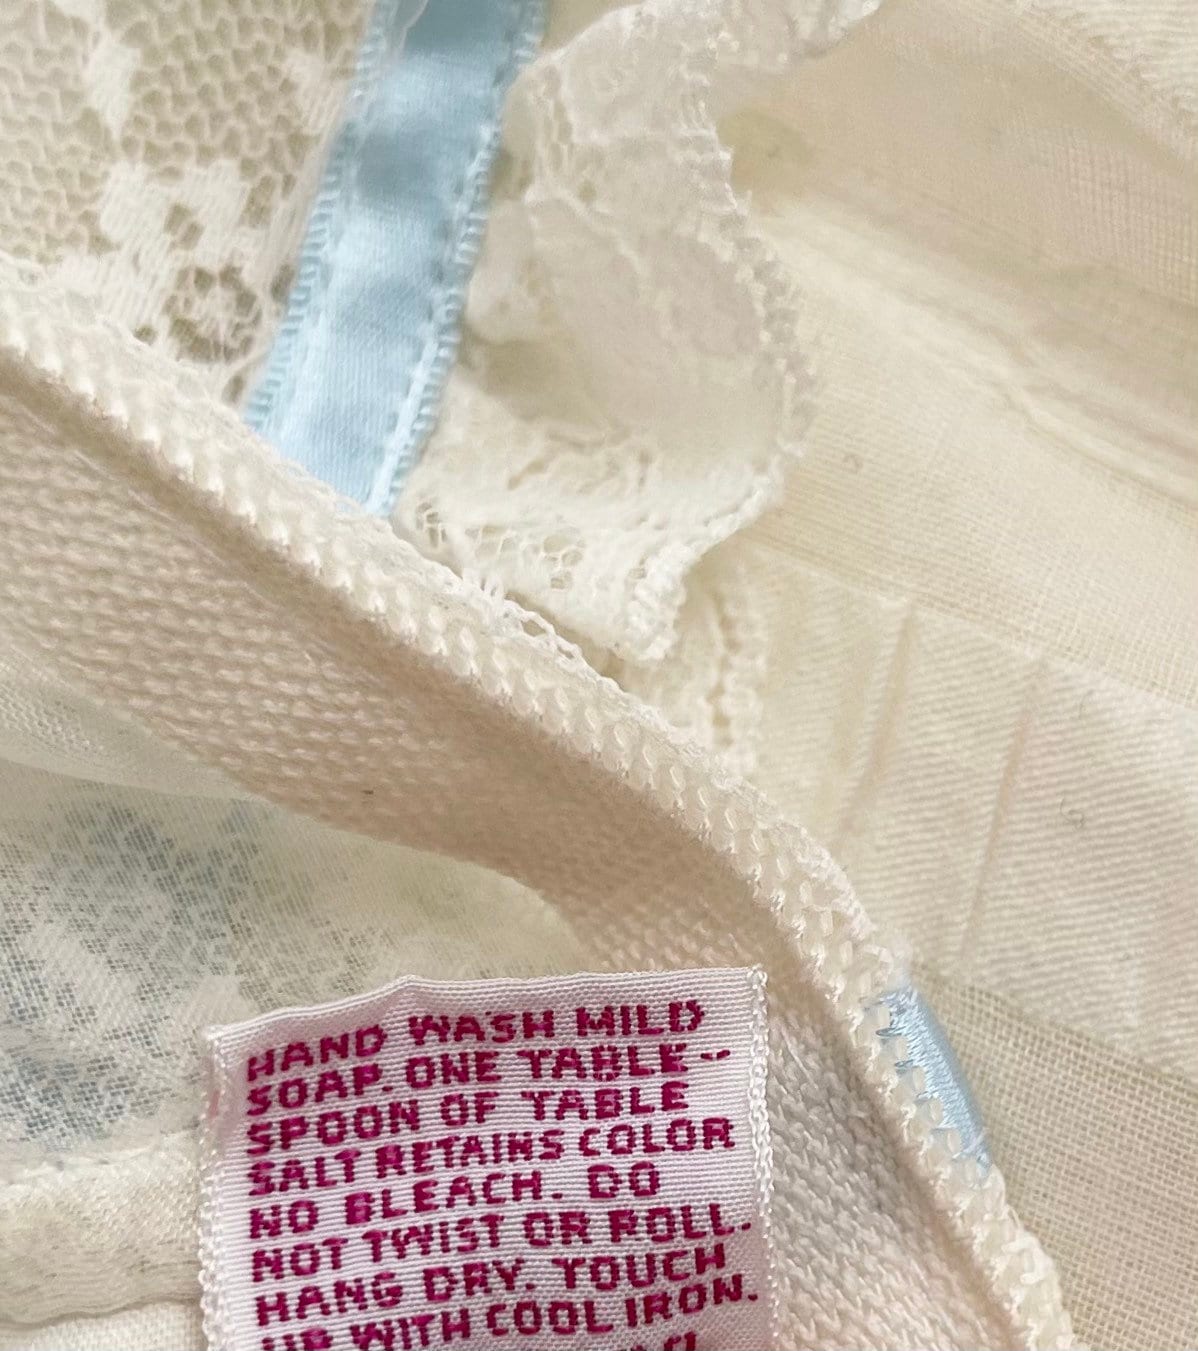 HAND WASH MILD
SOAP. ONE TABLE--
SPOON OF TABLE
SALT RETAINS COLOR
NO BLEACH. DO
NOT TWIST OR ROLL.
HANG DRY. TOUCH
UP WITH COOL IRON.